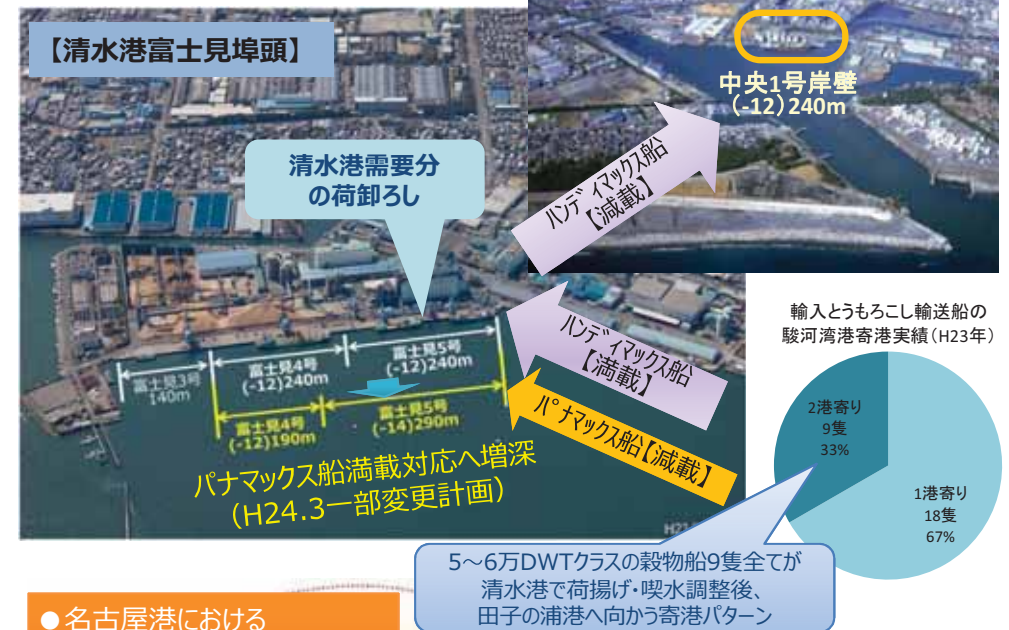 【清水港富士見埠頭】
中央1号岸壁
(-12)240m
清水港需要分
の荷卸ろし
ハンディマックス船
【減載】
ハンディマックス船
【満載】
パナマックス船【減載】
富士見3号
140m
富士見4号
(-12)240m
富士見5号
(-12)240m
富士見4号
(-12)190m
富士見5号
(-14)290m
パナマックス船満載対応へ増深
(H24.3一部変更計画)
輸入とうもろこし輸送船の
駿河湾港寄港実績(H23年)
2港寄り
9隻
33%
1港寄り
18隻
67%
5～6万DWTクラスの穀物船9隻全てが
清水港で荷揚げ・喫水調整後、
田子の浦港へ向かう寄港パターン
●名古屋港における